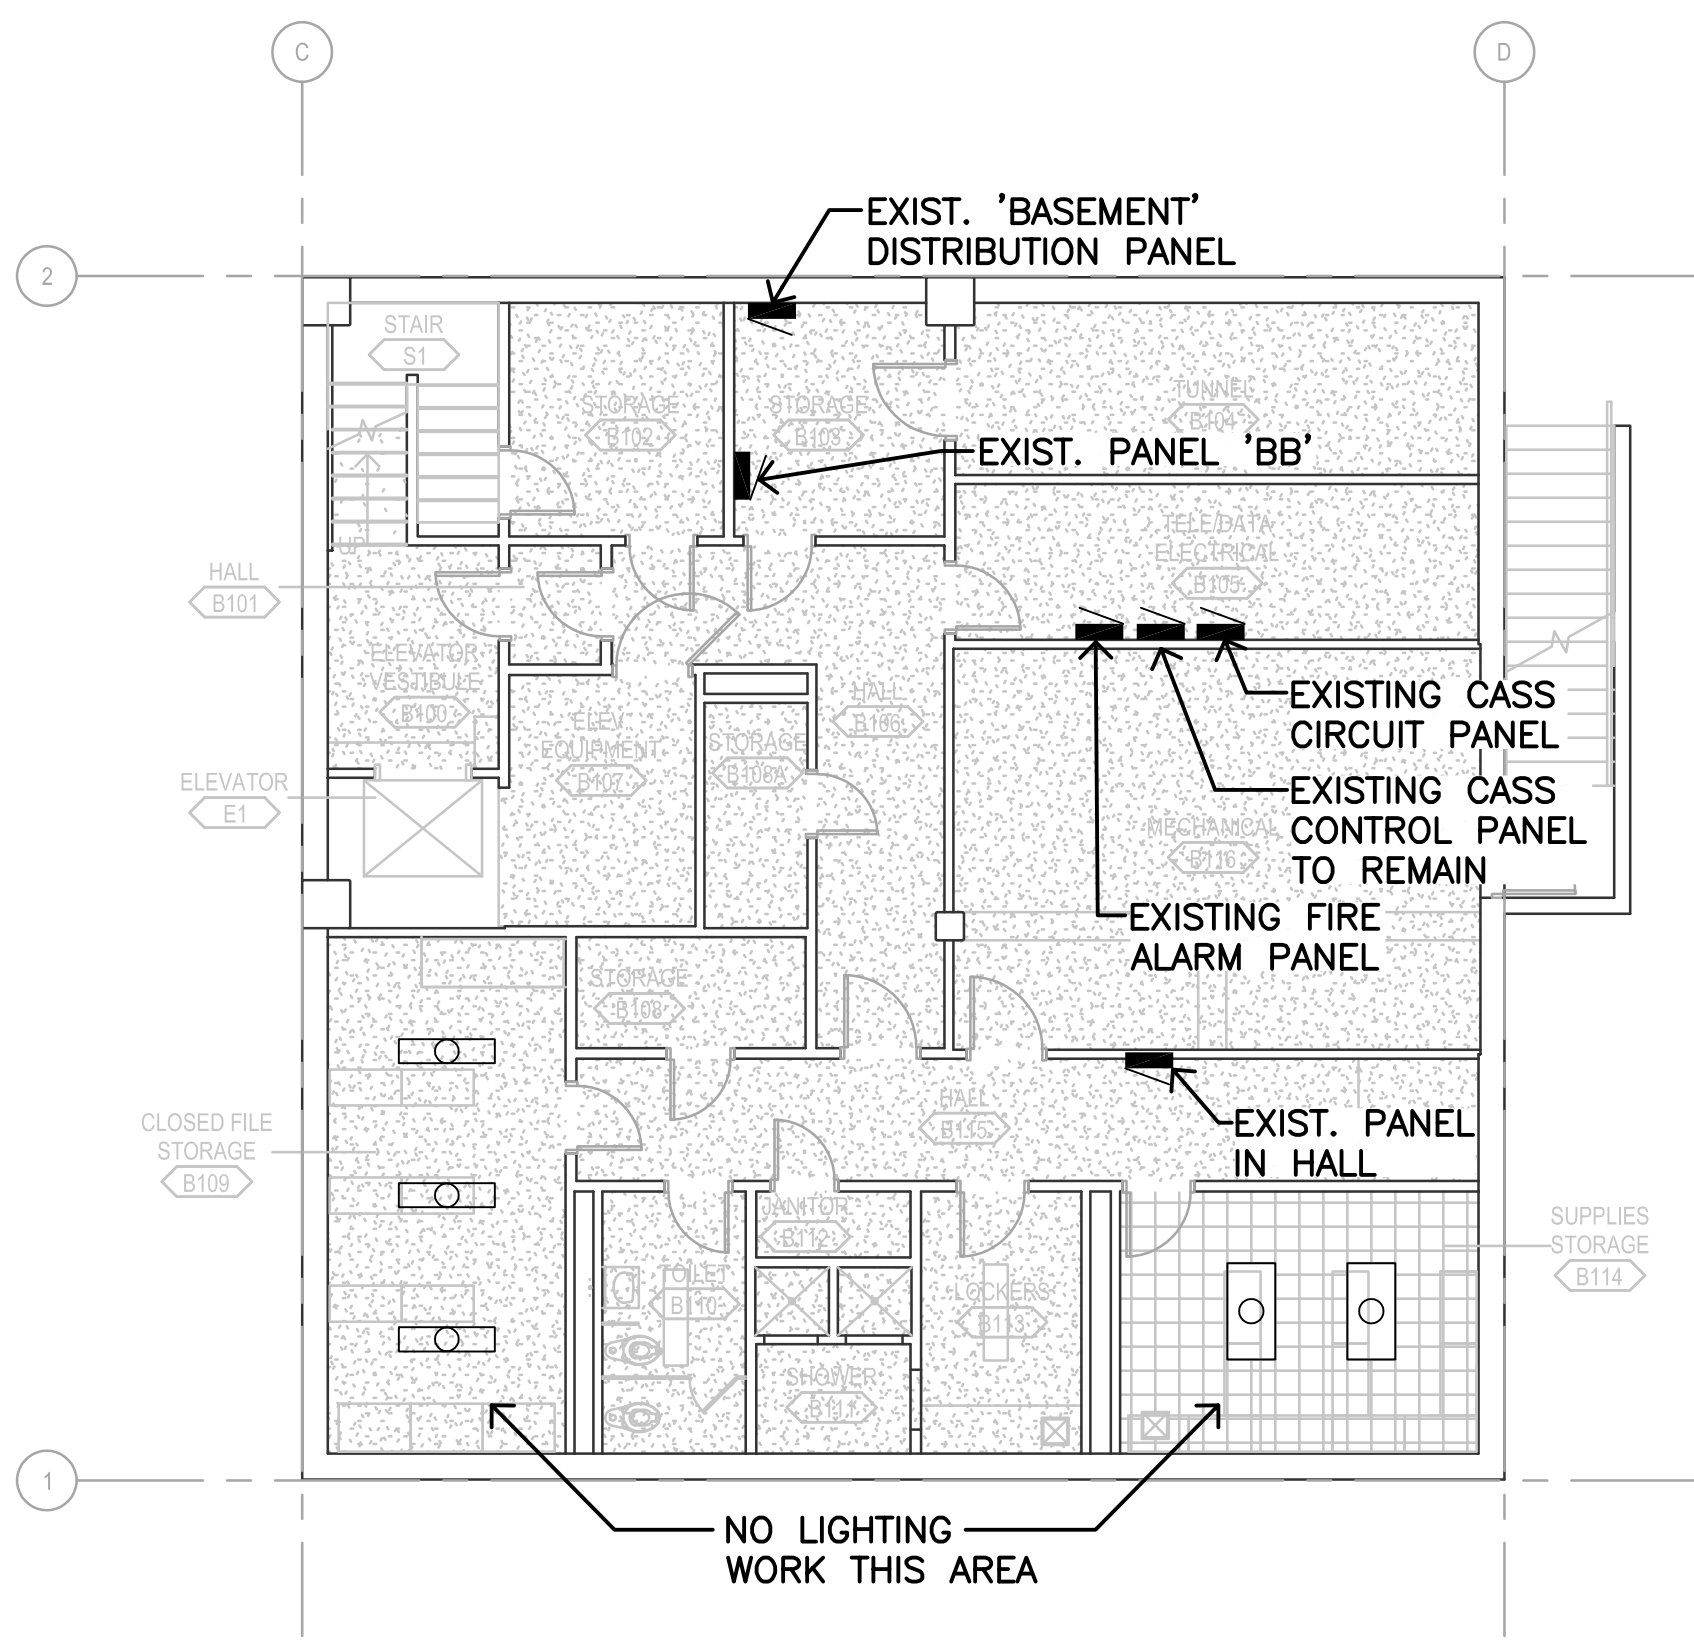 C
D
EXIST. 'BASEMENT'
DISTRIBUTION PANEL
2
STAIR
S1
STORAGE
B102
STORAGE
B103
TUNNEL
B104
EXIST. PANEL 'BB'
UP
TELE/DATA
ELECTRICAL
B105
HALL
B101
ELEVATOR
VESTIBULE
B100
ELEV.
EQUIPMENT
B107
STORAGE
B108A
HALL
B106
EXISTING CASS
CIRCUIT PANEL
ELEVATOR
E1
EXISTING CASS
CONTROL PANEL
TO REMAIN
MECHANICAL
B116
EXISTING FIRE
ALARM PANEL
STORAGE
B108
HALL
B115
EXIST. PANEL
IN HALL
CLOSED FILE
STORAGE
B109
JANITOR
B112
SUPPLIES
STORAGE
B114
TOILET
B110
LOCKERS
B113
SHOWER
B111
1
NO LIGHTING
WORK THIS AREA